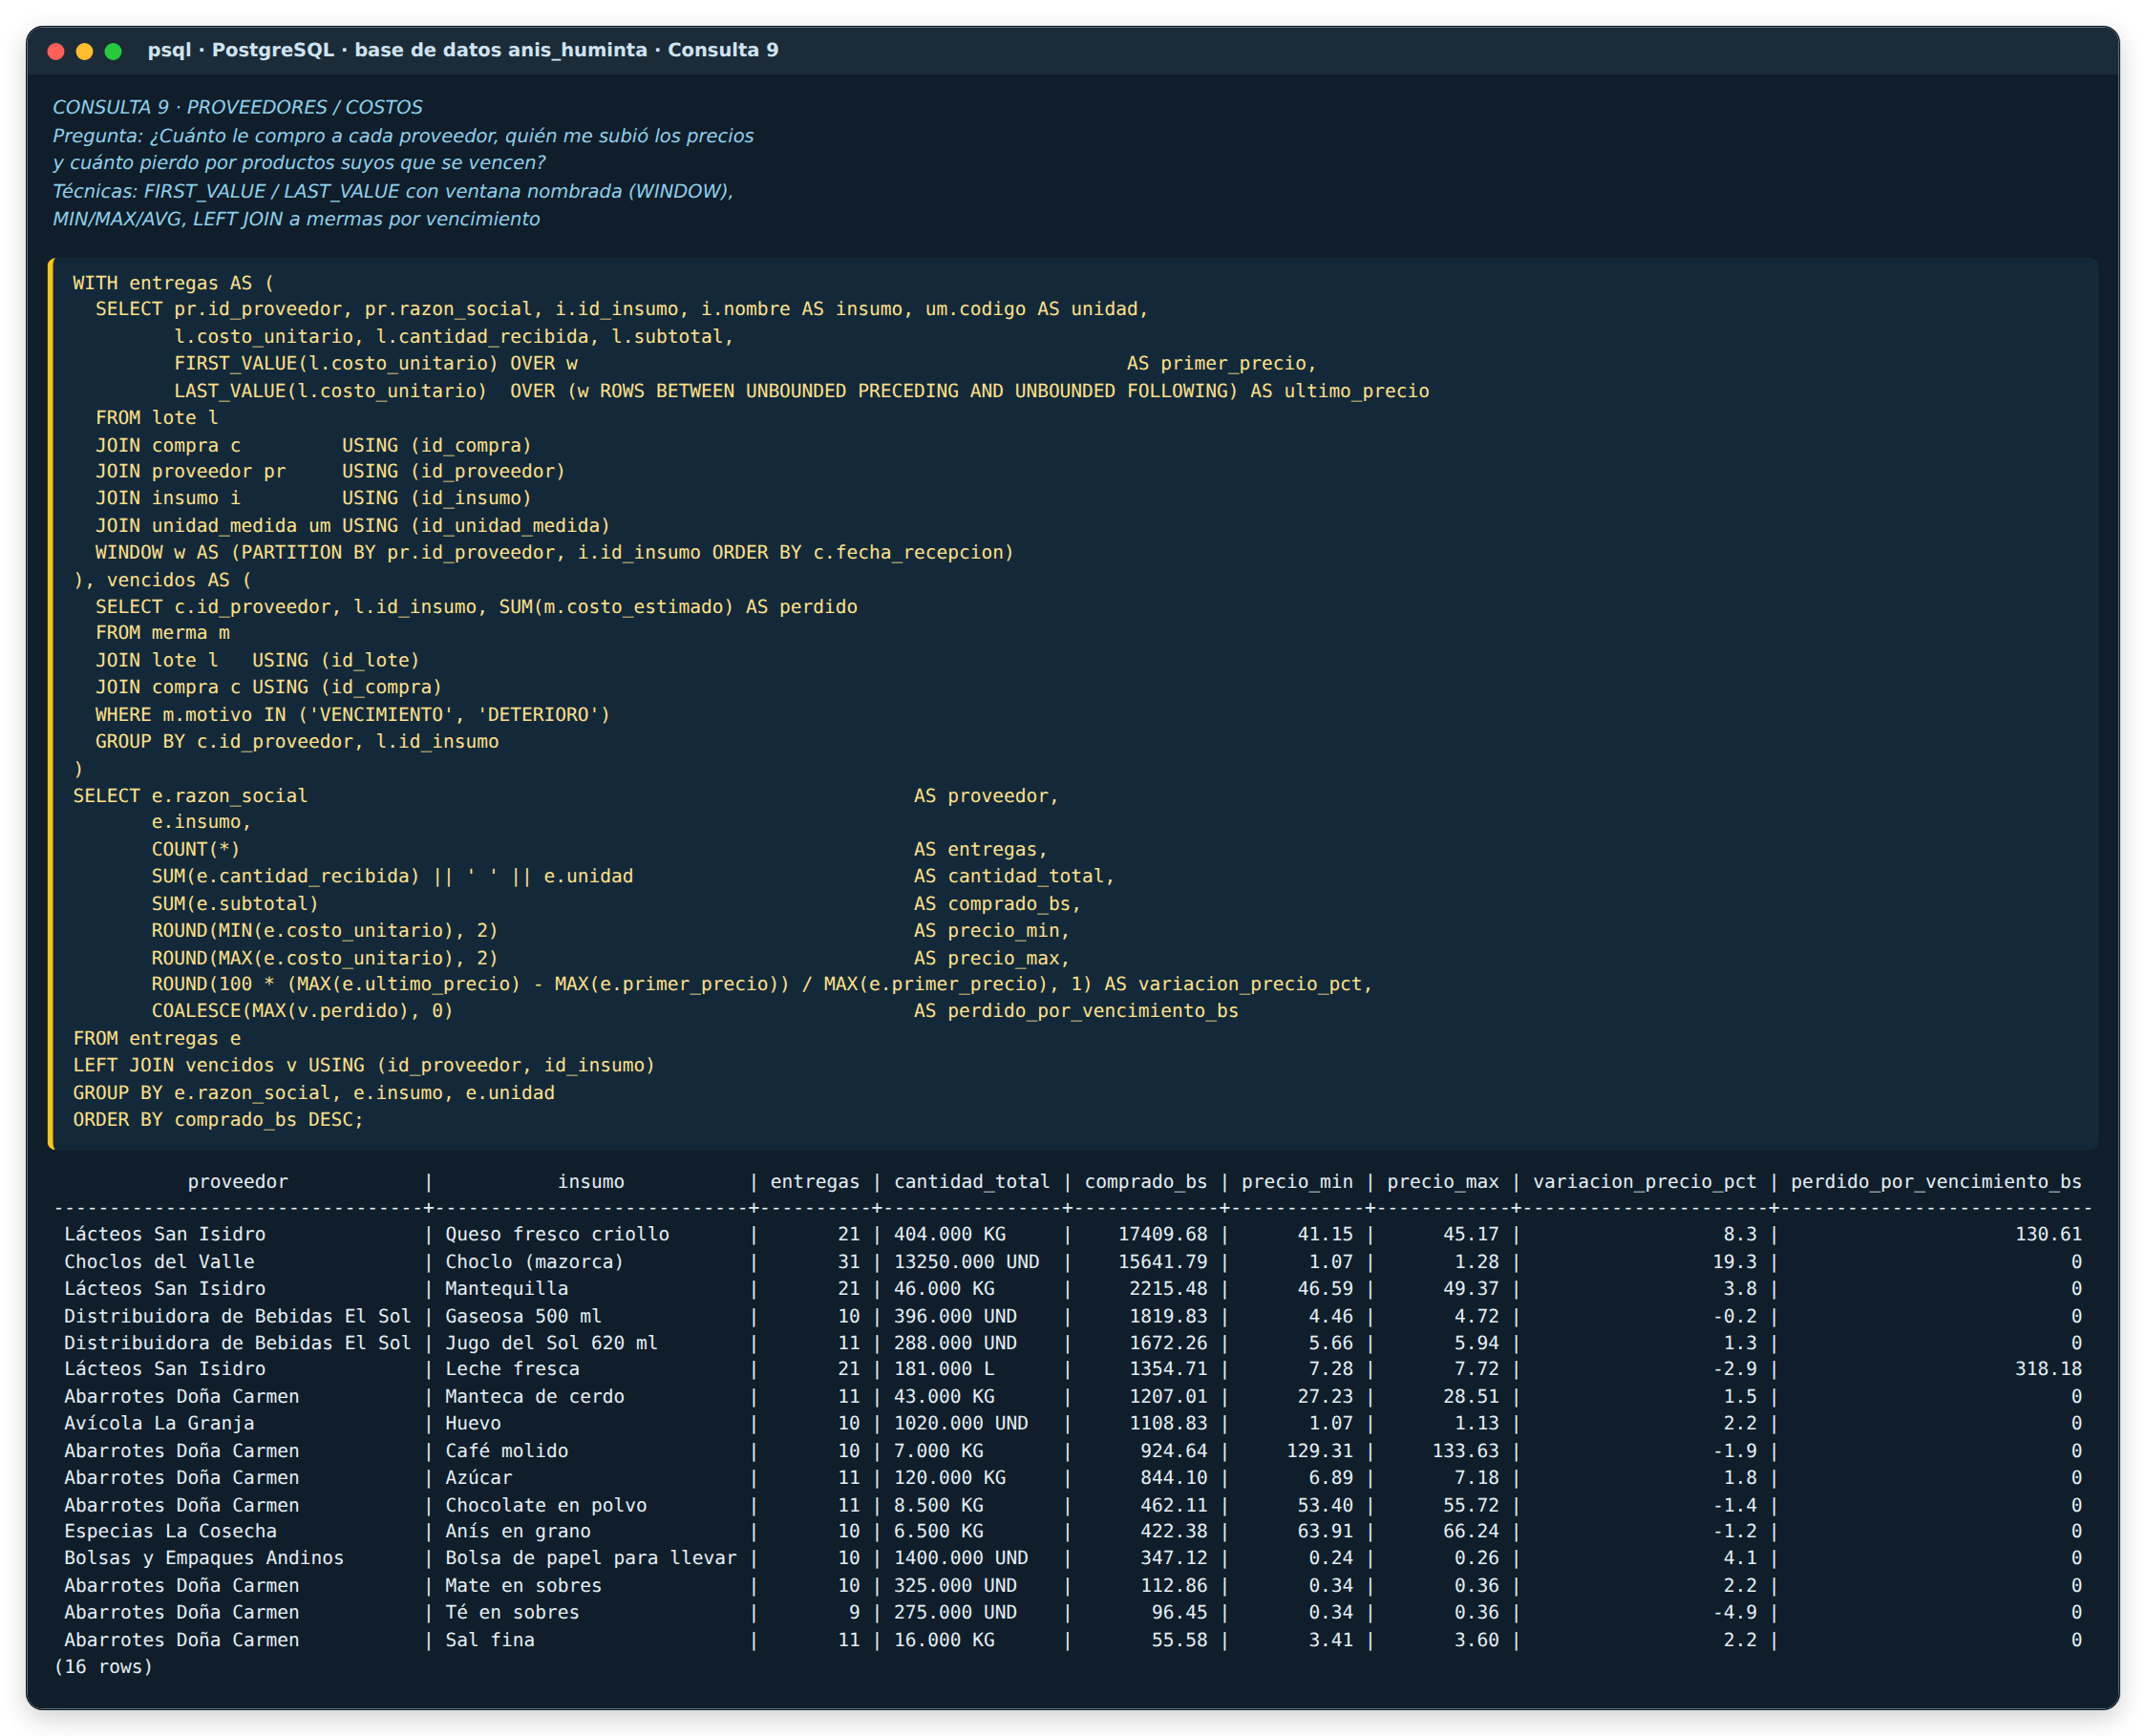 psql · PostgreSQL · base de datos anis_huminta · Consulta 9
CONSULTA 9 · PROVEEDORES / COSTOS
Pregunta: ¿Cuánto le compro a cada proveedor, quién me subió los precios
y cuánto pierdo por productos suyos que se vencen?
Técnicas: FIRST_VALUE / LAST_VALUE con ventana nombrada (WINDOW),
MIN/MAX/AVG, LEFT JOIN a mermas por vencimiento
WITH entregas AS (
  SELECT pr.id_proveedor, pr.razon_social, i.id_insumo, i.nombre AS insumo, um.codigo AS unidad,
         l.costo_unitario, l.cantidad_recibida, l.subtotal,
         FIRST_VALUE(l.costo_unitario) OVER w                                                 AS primer_precio,
         LAST_VALUE(l.costo_unitario)  OVER (w ROWS BETWEEN UNBOUNDED PRECEDING AND UNBOUNDED FOLLOWING) AS ultimo_precio
  FROM lote l
  JOIN compra c         USING (id_compra)
  JOIN proveedor pr     USING (id_proveedor)
  JOIN insumo i         USING (id_insumo)
  JOIN unidad_medida um USING (id_unidad_medida)
  WINDOW w AS (PARTITION BY pr.id_proveedor, i.id_insumo ORDER BY c.fecha_recepcion)
), vencidos AS (
  SELECT c.id_proveedor, l.id_insumo, SUM(m.costo_estimado) AS perdido
  FROM merma m
  JOIN lote l   USING (id_lote)
  JOIN compra c USING (id_compra)
  WHERE m.motivo IN ('VENCIMIENTO', 'DETERIORO')
  GROUP BY c.id_proveedor, l.id_insumo
)
SELECT e.razon_social                                                      AS proveedor,
       e.insumo,
       COUNT(*)                                                            AS entregas,
       SUM(e.cantidad_recibida) || ' ' || e.unidad                         AS cantidad_total,
       SUM(e.subtotal)                                                     AS comprado_bs,
       ROUND(MIN(e.costo_unitario), 2)                                     AS precio_min,
       ROUND(MAX(e.costo_unitario), 2)                                     AS precio_max,
       ROUND(100 * (MAX(e.ultimo_precio) - MAX(e.primer_precio)) / MAX(e.primer_precio), 1) AS variacion_precio_pct,
       COALESCE(MAX(v.perdido), 0)                                         AS perdido_por_vencimiento_bs
FROM entregas e
LEFT JOIN vencidos v USING (id_proveedor, id_insumo)
GROUP BY e.razon_social, e.insumo, e.unidad
ORDER BY comprado_bs DESC;
            proveedor            |           insumo           | entregas | cantidad_total | comprado_bs | precio_min | precio_max | variacion_precio_pct | perdido_por_vencimiento_bs
---------------------------------+----------------------------+----------+----------------+-------------+------------+------------+----------------------+----------------------------
 Lácteos San Isidro              | Queso fresco criollo       |       21 | 404.000 KG     |    17409.68 |      41.15 |      45.17 |                  8.3 |                     130.61
 Choclos del Valle               | Choclo (mazorca)           |       31 | 13250.000 UND  |    15641.79 |       1.07 |       1.28 |                 19.3 |                          0
 Lácteos San Isidro              | Mantequilla                |       21 | 46.000 KG      |     2215.48 |      46.59 |      49.37 |                  3.8 |                          0
 Distribuidora de Bebidas El Sol | Gaseosa 500 ml             |       10 | 396.000 UND    |     1819.83 |       4.46 |       4.72 |                 -0.2 |                          0
 Distribuidora de Bebidas El Sol | Jugo del Sol 620 ml        |       11 | 288.000 UND    |     1672.26 |       5.66 |       5.94 |                  1.3 |                          0
 Lácteos San Isidro              | Leche fresca               |       21 | 181.000 L      |     1354.71 |       7.28 |       7.72 |                 -2.9 |                     318.18
 Abarrotes Doña Carmen           | Manteca de cerdo           |       11 | 43.000 KG      |     1207.01 |      27.23 |      28.51 |                  1.5 |                          0
 Avícola La Granja               | Huevo                      |       10 | 1020.000 UND   |     1108.83 |       1.07 |       1.13 |                  2.2 |                          0
 Abarrotes Doña Carmen           | Café molido                |       10 | 7.000 KG       |      924.64 |     129.31 |     133.63 |                 -1.9 |                          0
 Abarrotes Doña Carmen           | Azúcar                     |       11 | 120.000 KG     |      844.10 |       6.89 |       7.18 |                  1.8 |                          0
 Abarrotes Doña Carmen           | Chocolate en polvo         |       11 | 8.500 KG       |      462.11 |      53.40 |      55.72 |                 -1.4 |                          0
 Especias La Cosecha             | Anís en grano              |       10 | 6.500 KG       |      422.38 |      63.91 |      66.24 |                 -1.2 |                          0
 Bolsas y Empaques Andinos       | Bolsa de papel para llevar |       10 | 1400.000 UND   |      347.12 |       0.24 |       0.26 |                  4.1 |                          0
 Abarrotes Doña Carmen           | Mate en sobres             |       10 | 325.000 UND    |      112.86 |       0.34 |       0.36 |                  2.2 |                          0
 Abarrotes Doña Carmen           | Té en sobres               |        9 | 275.000 UND    |       96.45 |       0.34 |       0.36 |                 -4.9 |                          0
 Abarrotes Doña Carmen           | Sal fina                   |       11 | 16.000 KG      |       55.58 |       3.41 |       3.60 |                  2.2 |                          0
(16 rows)